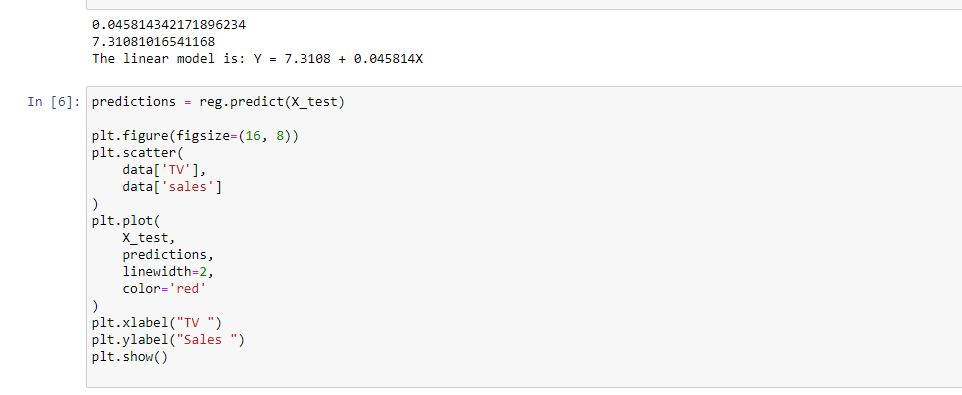 0.045814342171896234
7.31081016541168
The linear model is: Y = 7.3108 + 0.045814X
In [6]: predictions = reg.predict(X_test)
plt.figure(figsize=(16, 8))
plt.scatter(
    data['TV'],
    data['sales']
)
plt.plot(
    X_test,
    predictions,
    linewidth=2,
    color='red'
)
plt.xlabel("TV ")
plt.ylabel("Sales ")
plt.show()